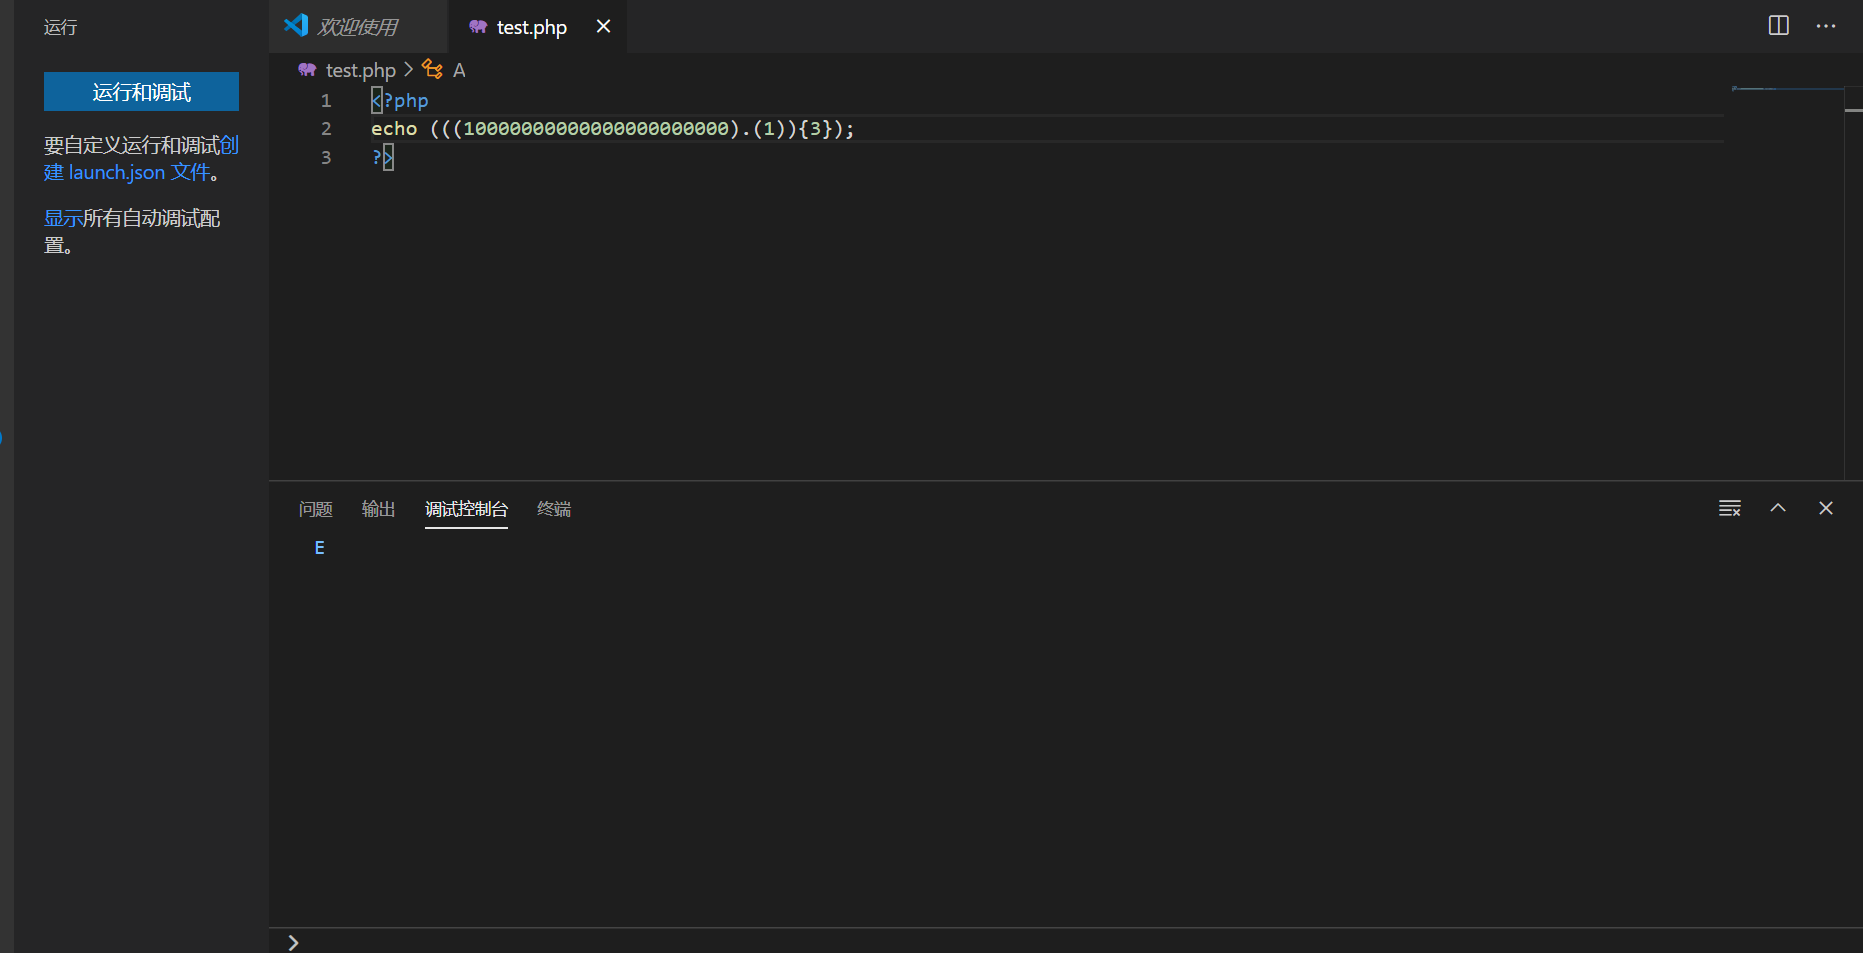 运行
欢迎使用
test.php
运行和调试
要自定义运行和调试创
建 launch.json 文件。
显示所有自动调试配
置。
test.php > A
1 <?php
2 echo (((10000000000000000000000).(1)){3});
3 ?>
问题 输出 调试控制台 终端
E